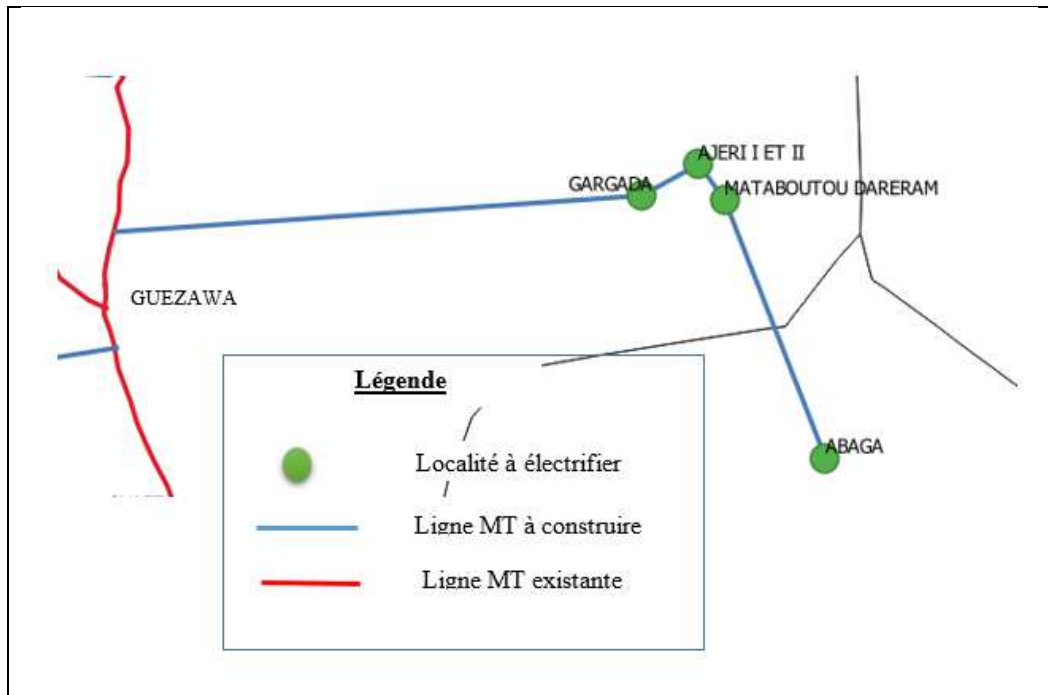 AJERI I ET II
GARGADA
MATABOUTOU DARERAM
GUEZAWA
Légende
ABAGA
Localité à électrifier
Ligne MT à construire
Ligne MT existante